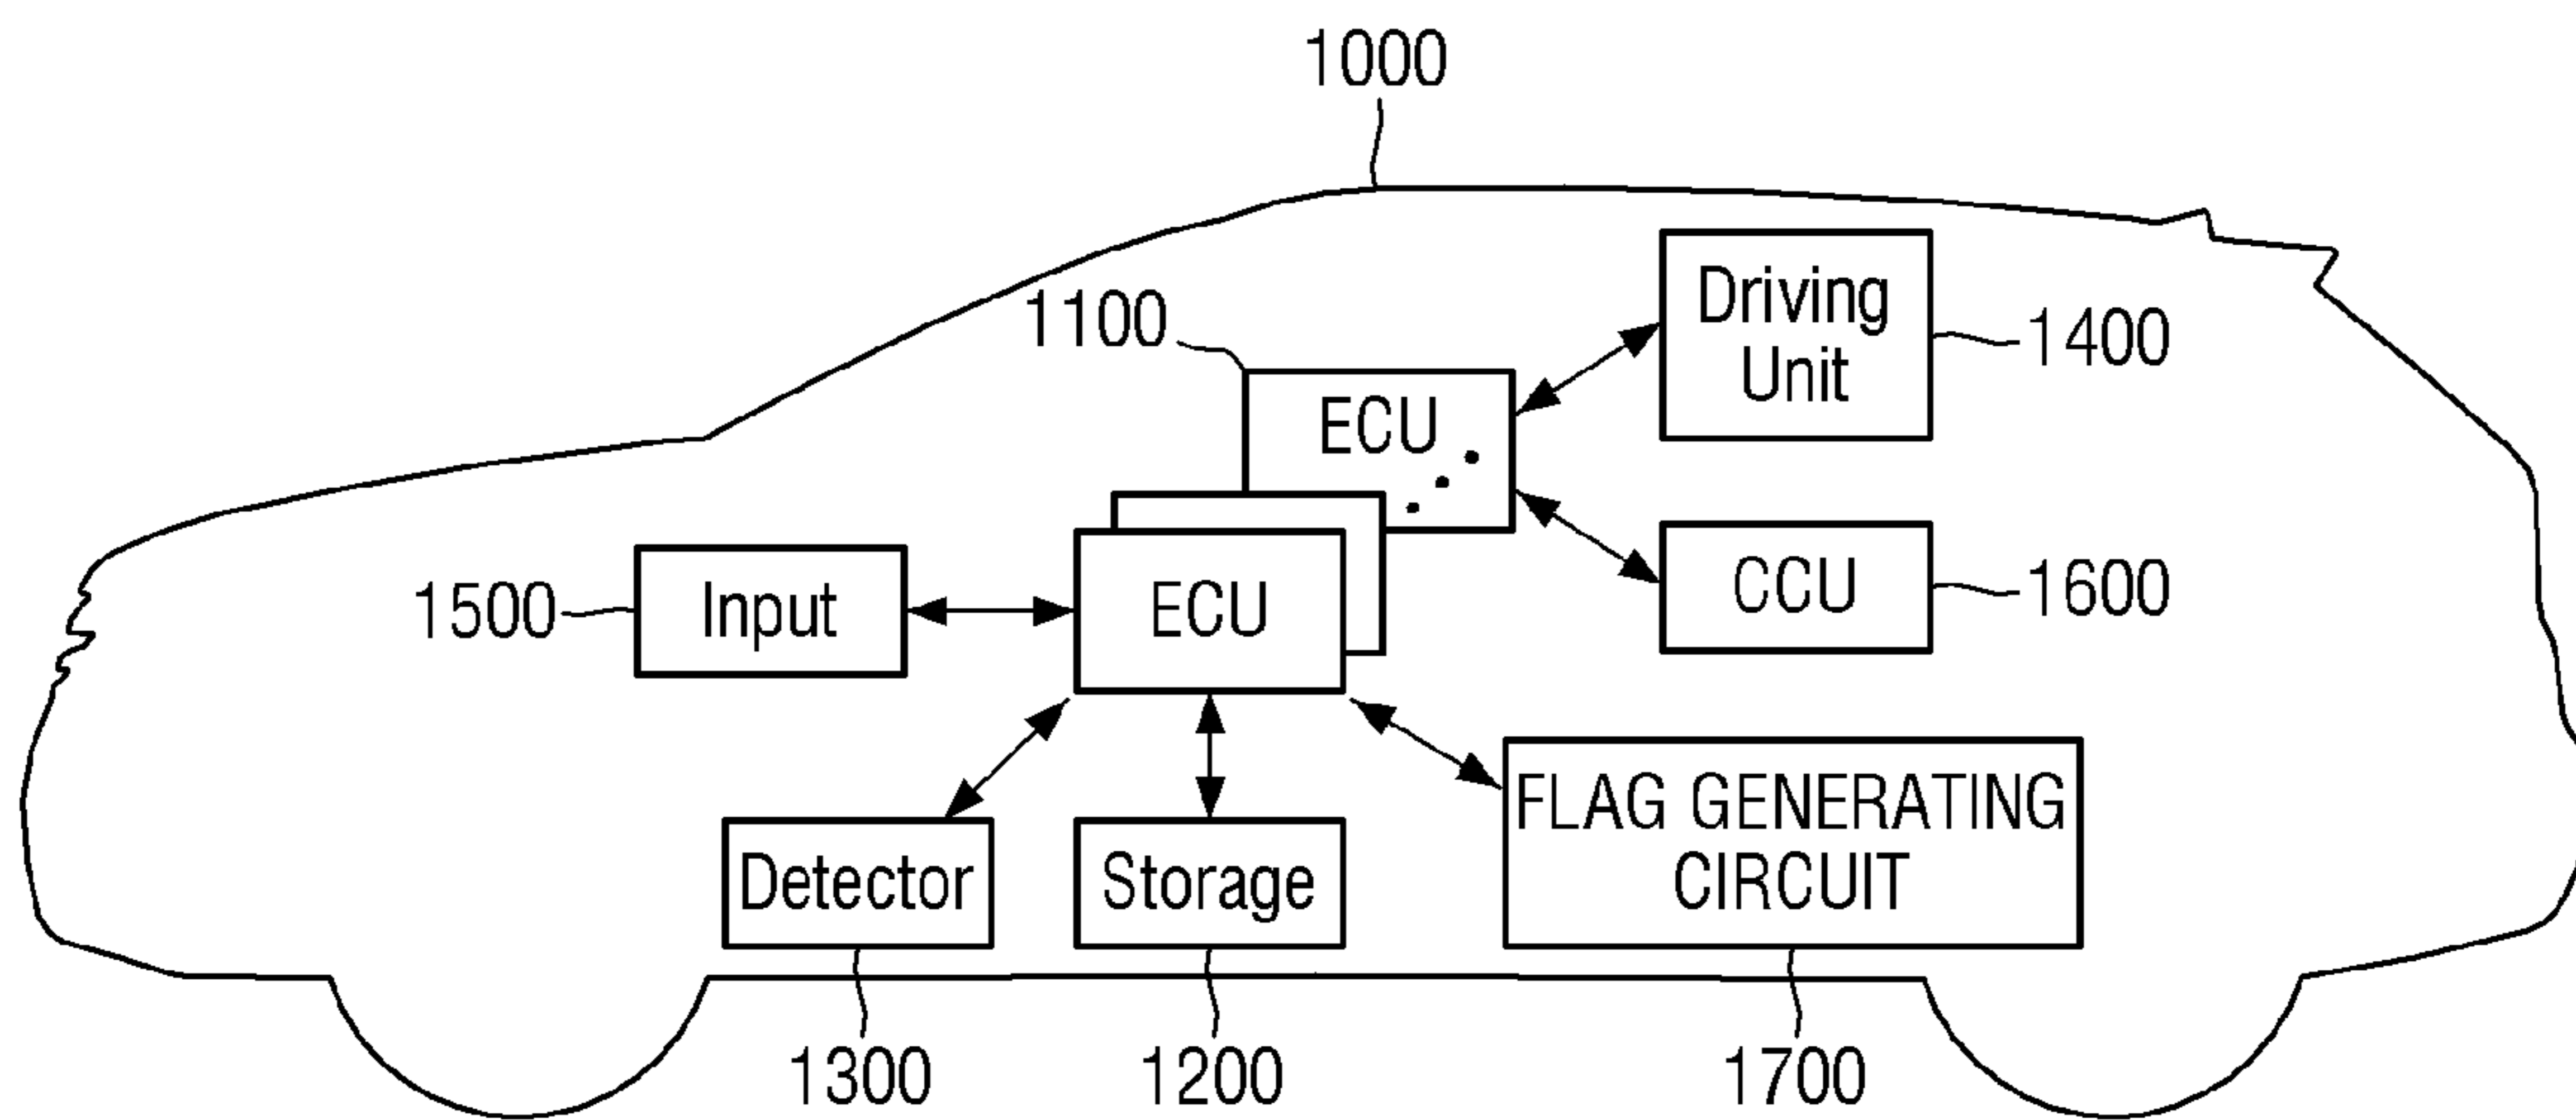 1000
1100
Driving
Unit
1400
ECU
1500
Input
ECU
CCU
1600
Detector
Storage
FLAG GENERATING
CIRCUIT
1300
1200
1700